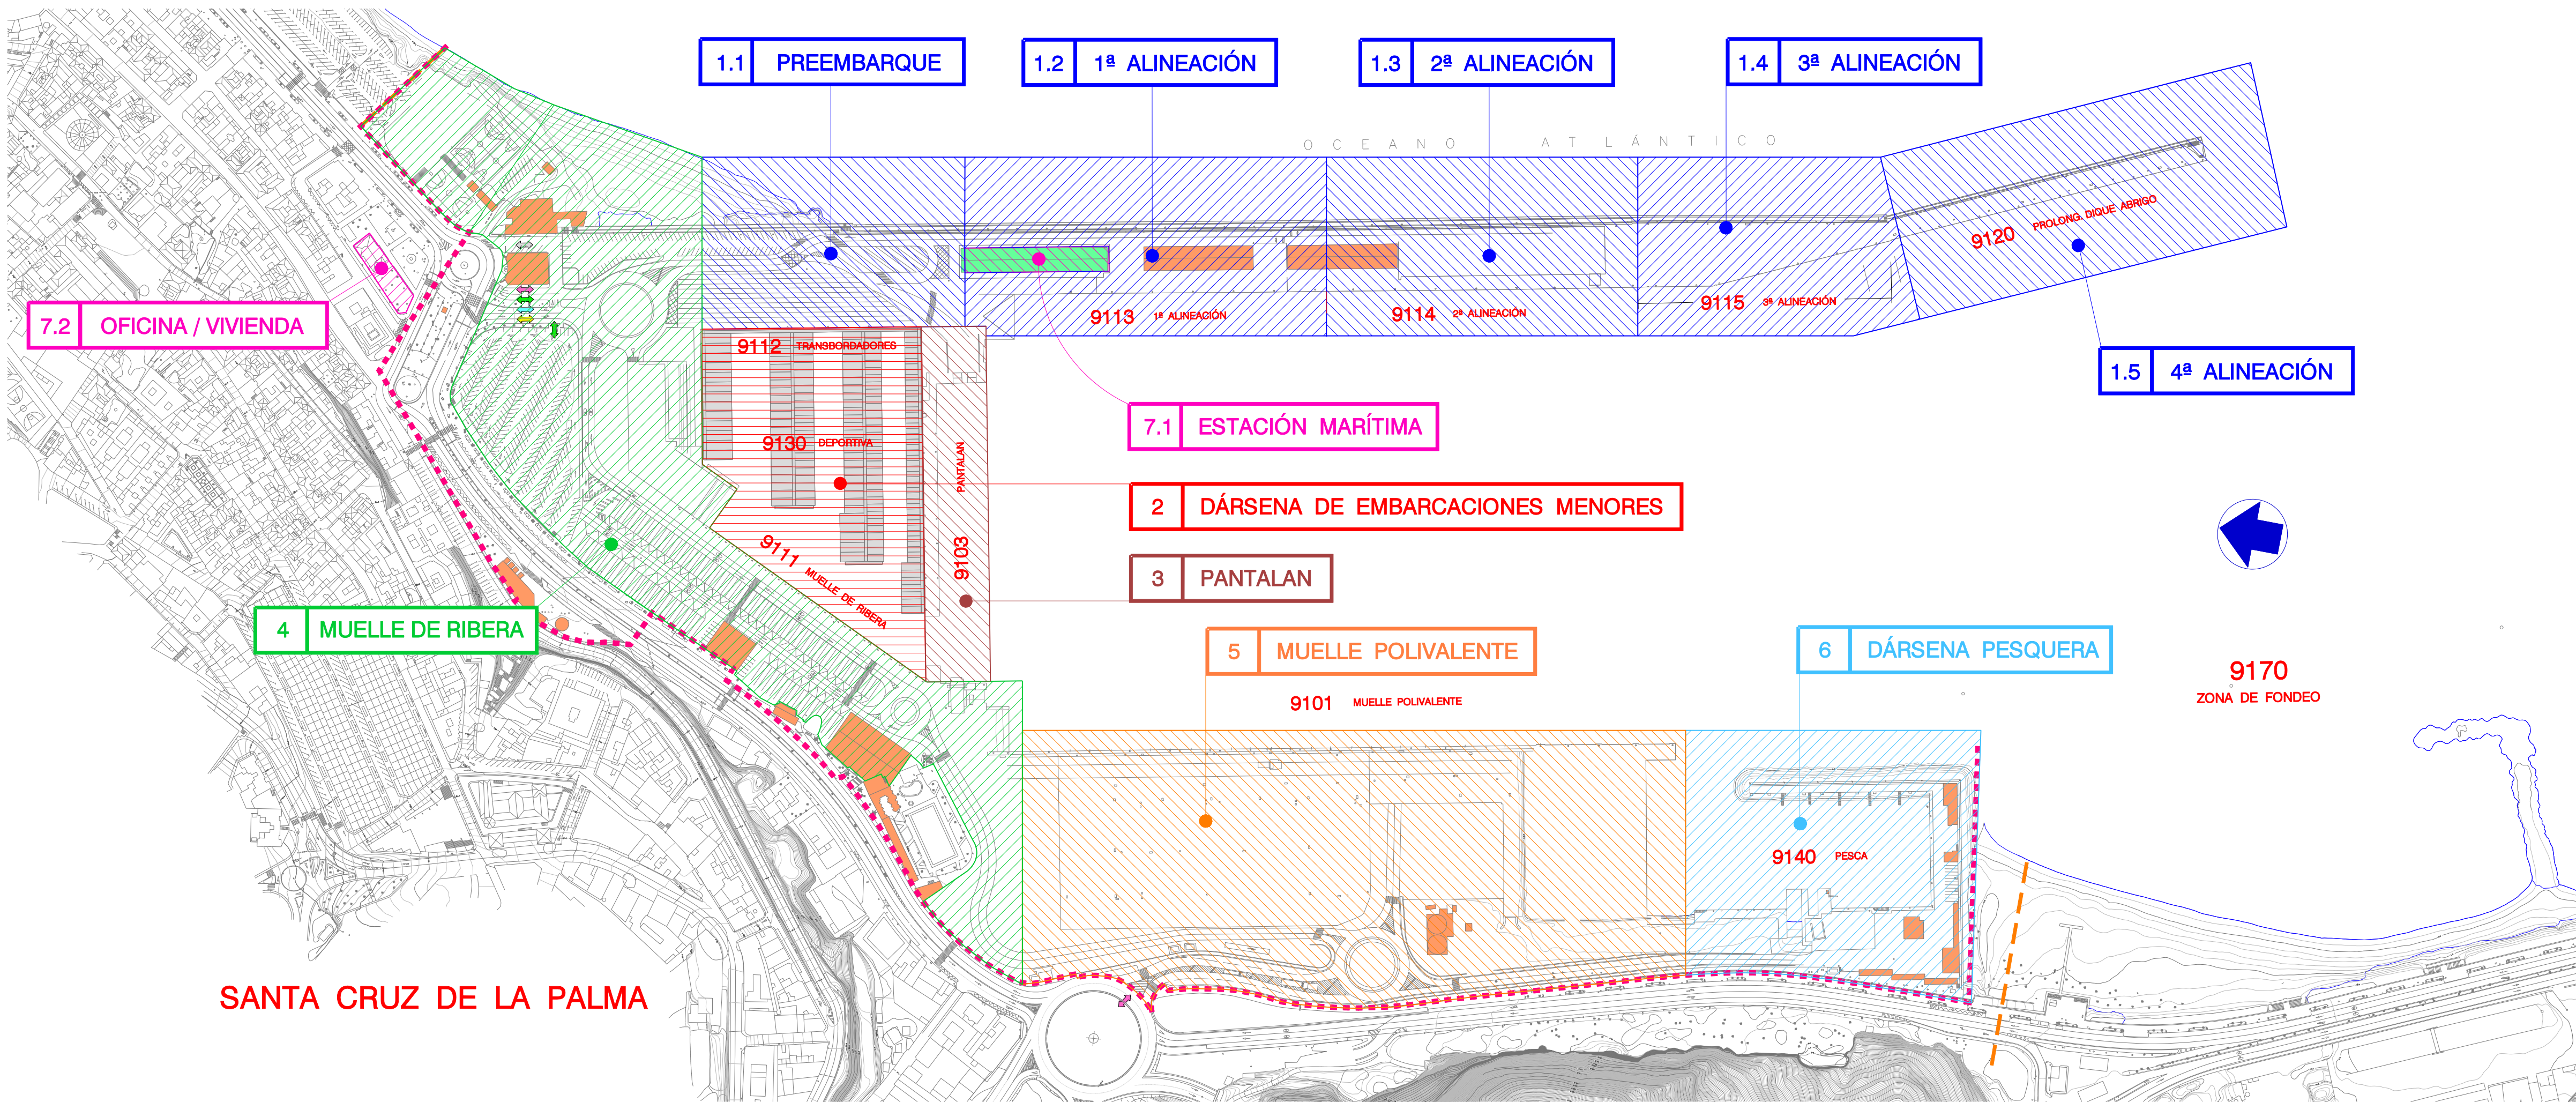 1.1 PREEMBARQUE
1.2 1ª ALINEACIÓN
1.3 2ª ALINEACIÓN
1.4 3ª ALINEACIÓN
OCEANO ATLÁNTICO
9120 PROLONG. DIQUE ABRIGO
7.2 OFICINA / VIVIENDA
9113 1ª ALINEACIÓN
9114 2ª ALINEACIÓN
9115 3ª ALINEACIÓN
9112 TRANSBORDADORES
1.5 4ª ALINEACIÓN
7.1 ESTACIÓN MARÍTIMA
9130 DEPORTIVA
9103 PANTALAN
2 DÁRSENA DE EMBARCACIONES MENORES
9111 MUELLE DE RIBERA
3 PANTALAN
4 MUELLE DE RIBERA
5 MUELLE POLIVALENTE
6 DÁRSENA PESQUERA
9170
ZONA DE FONDEO
9101 MUELLE POLIVALENTE
9140 PESCA
SANTA CRUZ DE LA PALMA